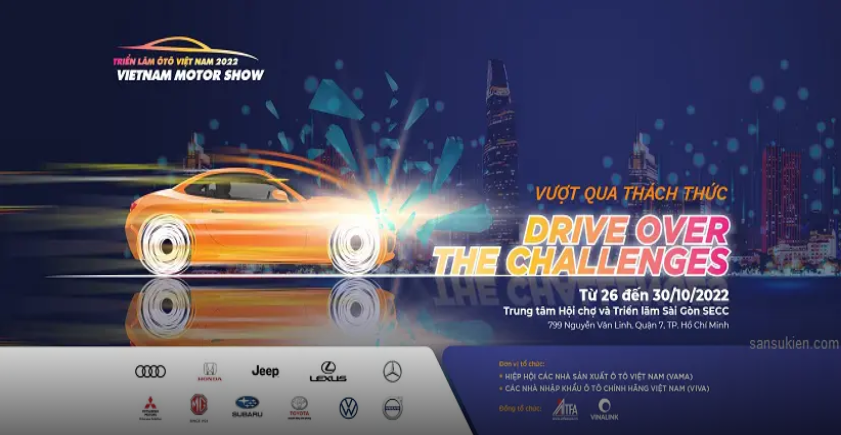 TRIỂN LÃM ÔTÔ VIỆT NAM 2022
VIETNAM MOTOR SHOW
VƯỢT QUA THÁCH THỨC
DRIVE OVER
THE CHALLENGES
Từ 26 đến 30/10/2022
Trung tâm Hội chợ và Triển lãm Sài Gòn SECC
799 Nguyễn Văn Linh, Quận 7, TP. Hồ Chí Minh
sansukien.com
HONDA
Jeep
LEXUS
MITSUBISHI MOTORS
MG
SUBARU
TOYOTA
Đơn vị tổ chức:
• HIỆP HỘI CÁC NHÀ SẢN XUẤT Ô TÔ VIỆT NAM (VAMA)
• CÁC NHÀ NHẬP KHẨU Ô TÔ CHÍNH HÃNG VIỆT NAM (VIVA)
Đồng tổ chức:
VINALINK